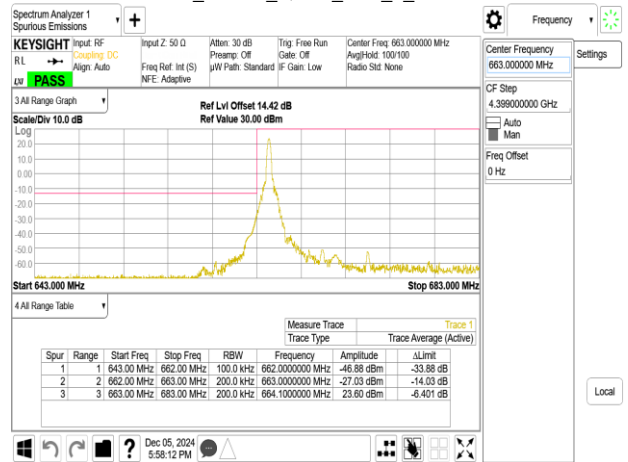 Spectrum Analyzer 1
Spurious Emissions
Frequency
KEYSIGHT
Input: RF
Input Z: 50 Ω
Atten: 30 dB
Trig: Free Run
Center Freq: 663.000000 MHz
RL
Coupling: DC
Preamp: Off
Gate: Off
Avg|Hold: 100/100
Align: Auto
Freq Ref: Int (S)
µW Path: Standard
IF Gain: Low
Radio Std: None
PASS
NFE: Adaptive
Center Frequency
663.000000 MHz
Settings
CF Step
4.399000000 GHz
Auto
Man
Freq Offset
0 Hz
3 All Range Graph
Ref Lvl Offset 14.42 dB
Scale/Div 10.0 dB
Ref Value 30.00 dBm
Log
20.0
10.0
0.00
-10.0
-20.0
-30.0
-40.0
-50.0
-60.0
Start 643.000 MHz
Stop 683.000 MHz
4 All Range Table
Measure Trace Trace 1
Trace Type Trace Average (Active)
Spur Range Start Freq Stop Freq RBW Frequency Amplitude ΔLimit
1 1 643.00 MHz 662.00 MHz 100.0 kHz 662.0000000 MHz -46.88 dBm -33.88 dB
2 2 662.00 MHz 663.00 MHz 200.0 kHz 663.0000000 MHz -27.03 dBm -14.03 dB
3 3 663.00 MHz 683.00 MHz 200.0 kHz 664.1000000 MHz 23.60 dBm -6.401 dB
Local
Dec 05, 2024
5:58:12 PM